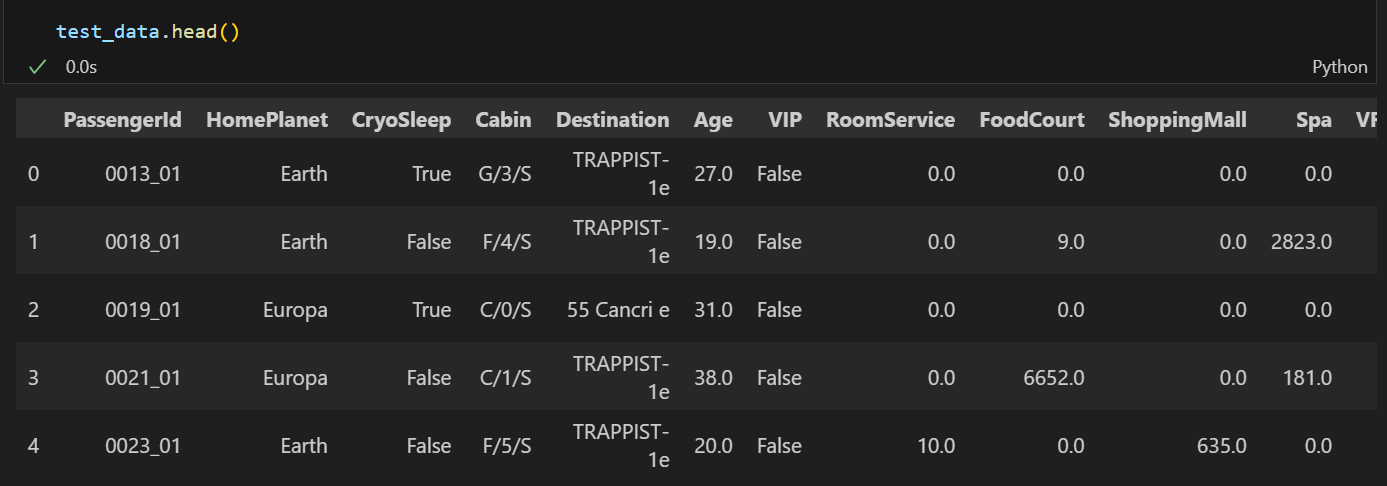 test_data.head()
0.0s
Python
PassengerId HomePlanet CryoSleep Cabin Destination Age VIP RoomService FoodCourt ShoppingMall Spa
0 0013_01 Earth True G/3/S TRAPPIST-1e 27.0 False 0.0 0.0 0.0 0.0
1 0018_01 Earth False F/4/S TRAPPIST-1e 19.0 False 0.0 9.0 0.0 2823.0
2 0019_01 Europa True C/0/S 55 Cancri e 31.0 False 0.0 0.0 0.0 0.0
3 0021_01 Europa False C/1/S TRAPPIST-1e 38.0 False 0.0 6652.0 0.0 181.0
4 0023_01 Earth False F/5/S TRAPPIST-1e 20.0 False 10.0 0.0 635.0 0.0